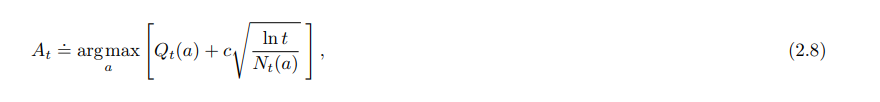 A_t ≐ argmax_a [ Q_t(a) + c √( ln t / N_t(a) ) ] , (2.8)